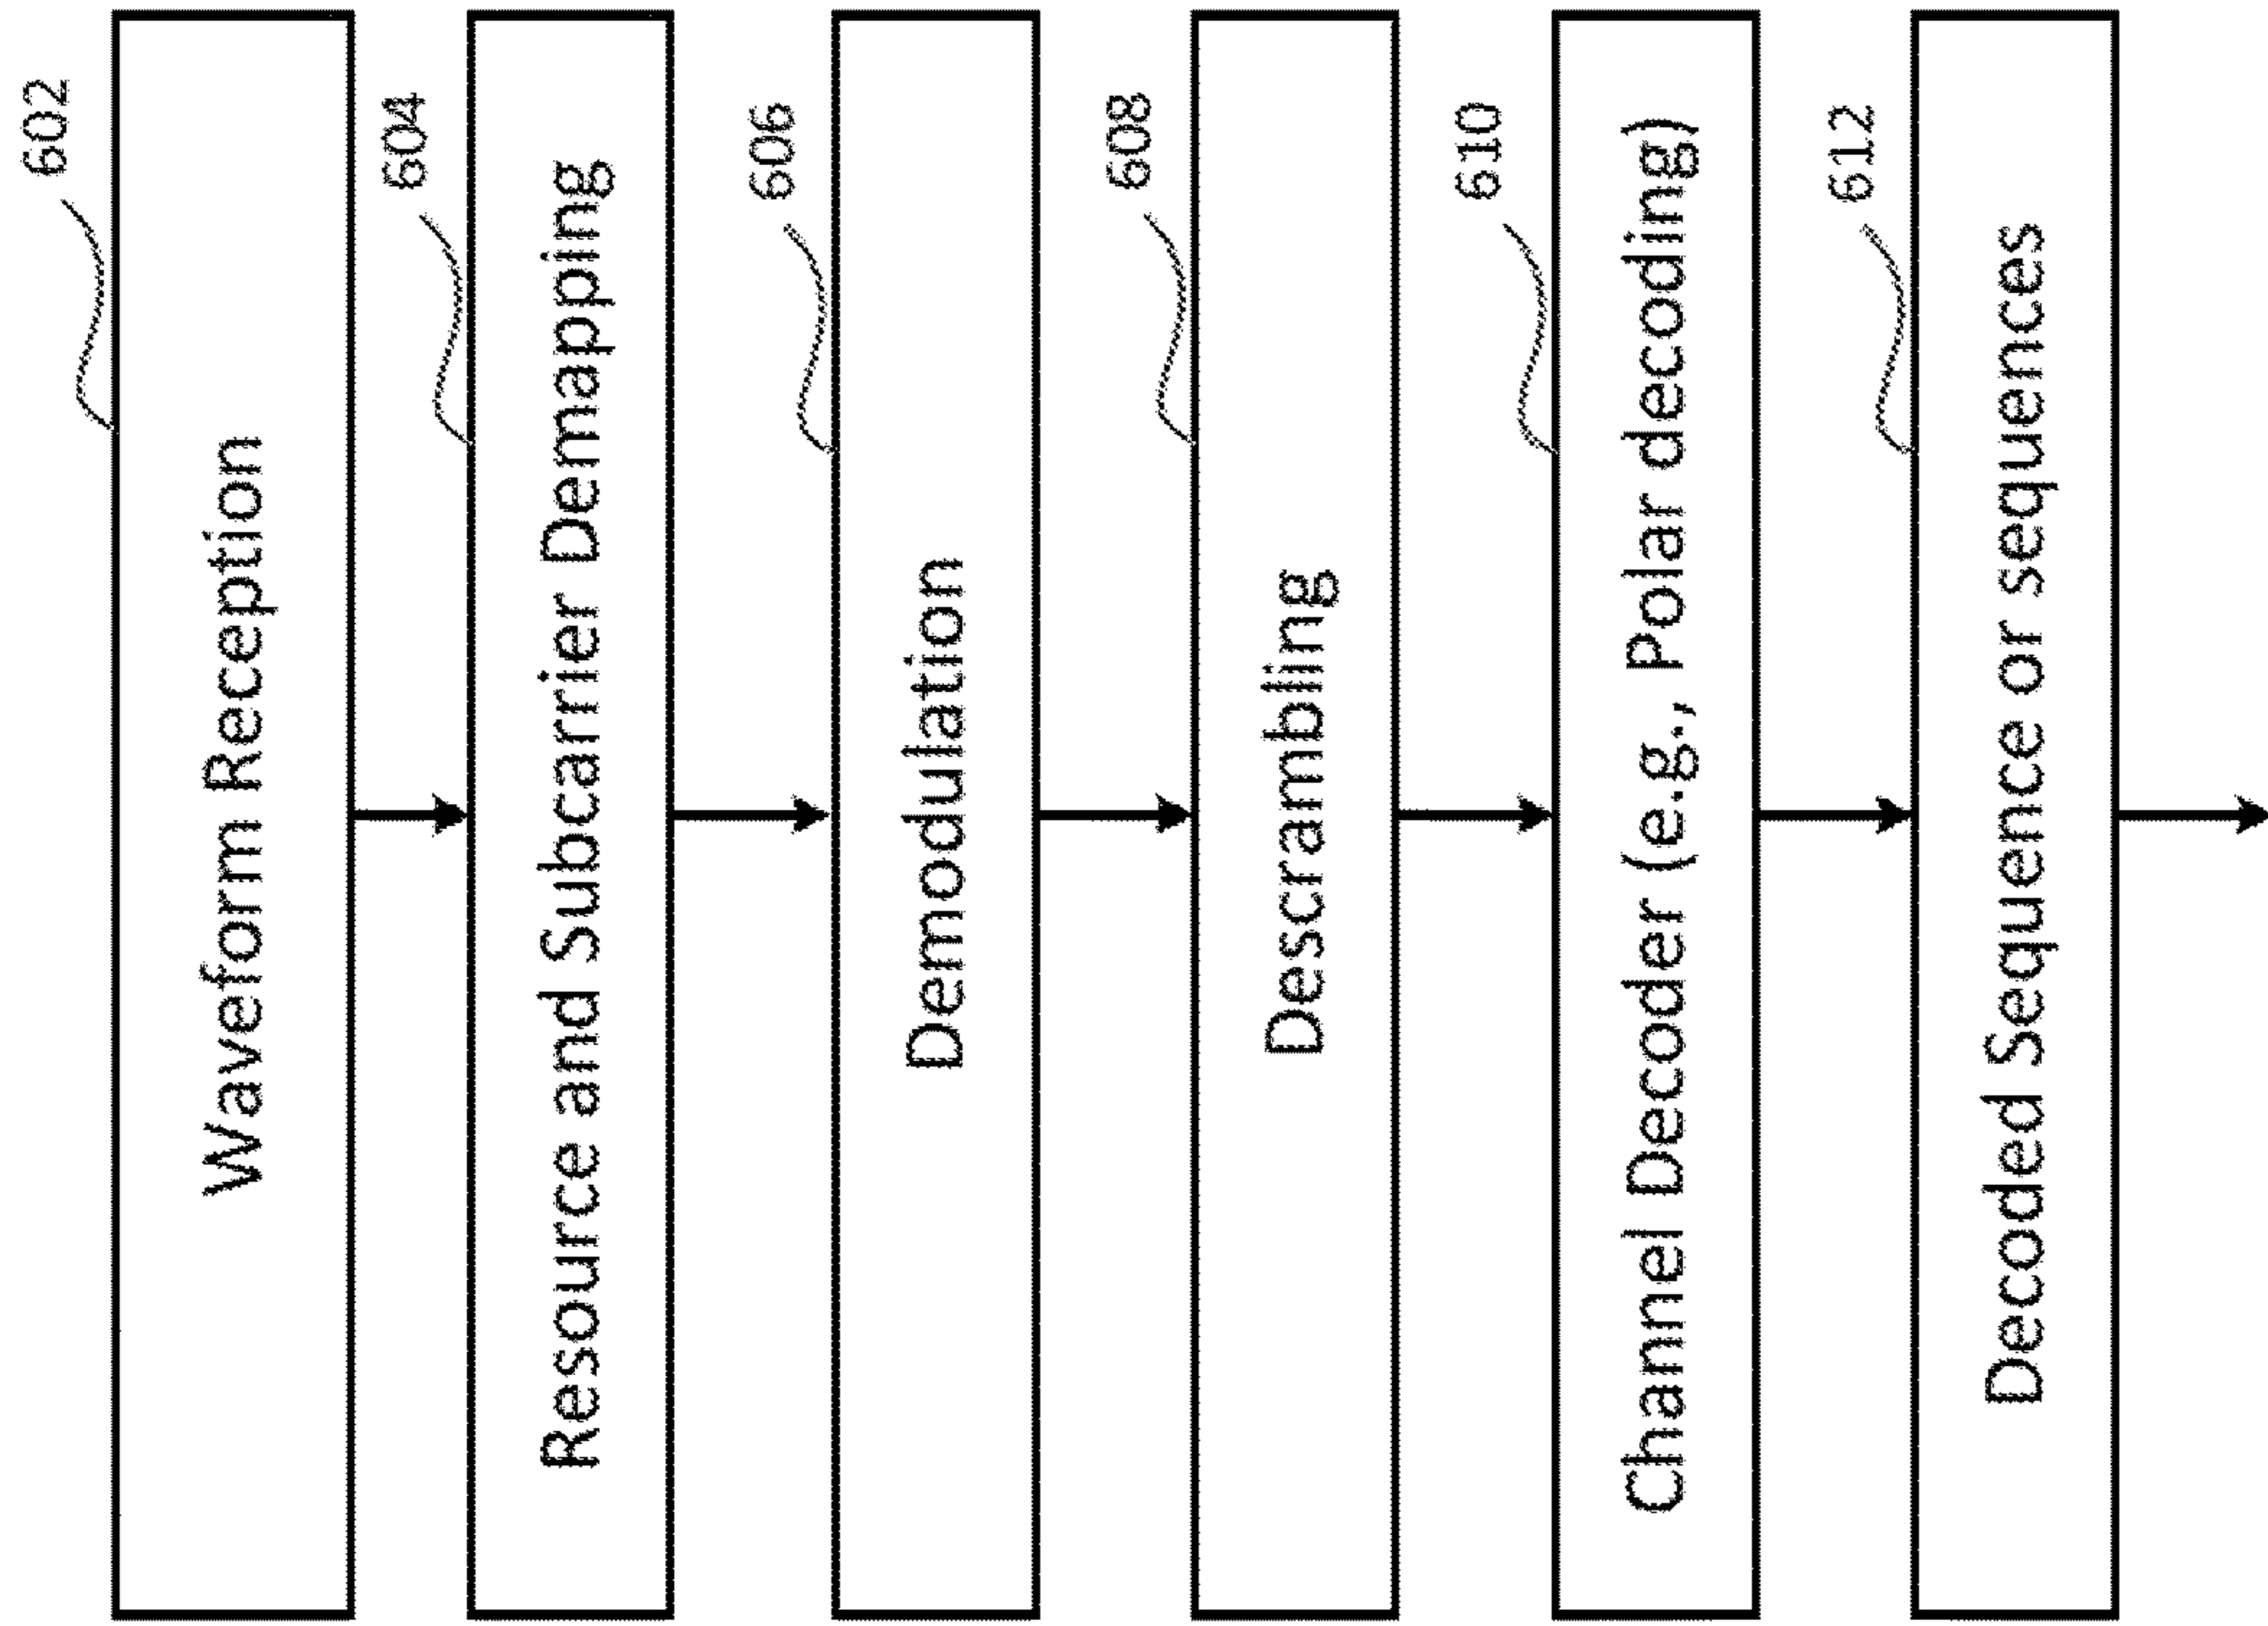 602
Waveform Reception
604
Resource and Subcarrier Demapping
606
Demodulation
608
Descrambling
610
Channel Decoder (e.g., Polar decoding)
612
Decoded Sequence or sequences